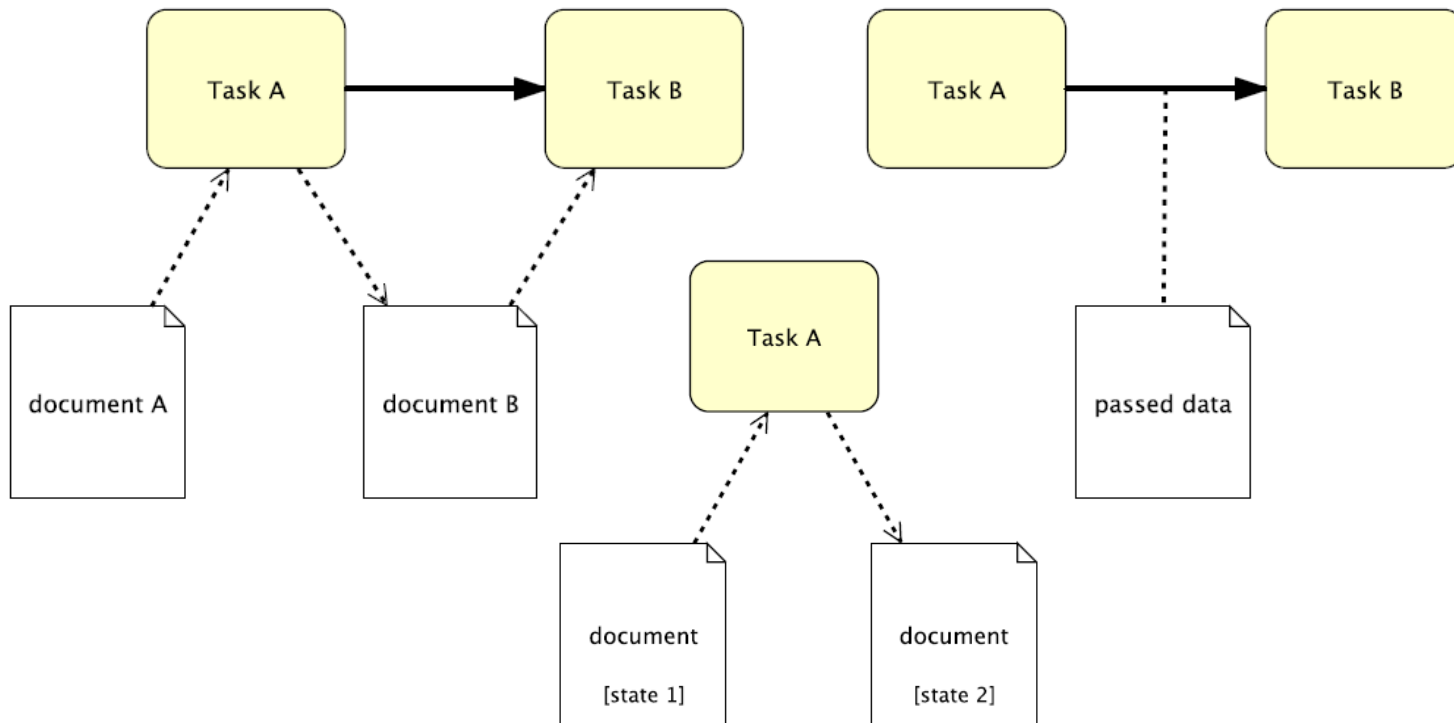 Task A
Task B
Task A
Task B
document A
document B
Task A
passed data
document
[state 1]
document
[state 2]